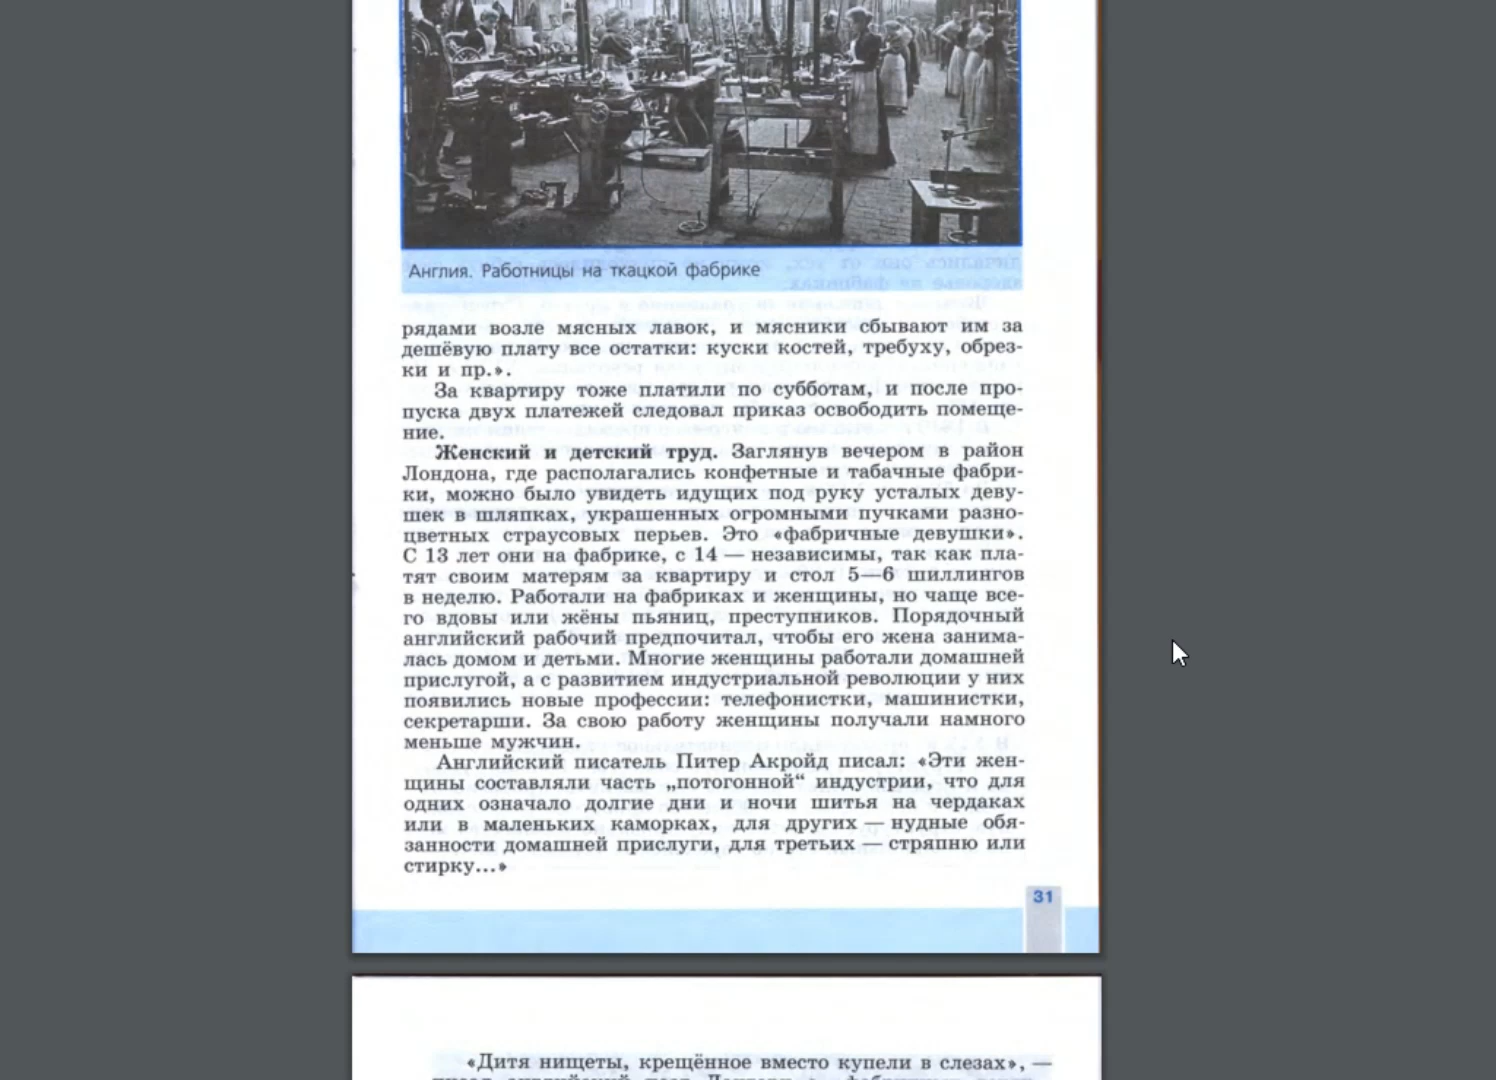 Англия. Работницы на ткацкой фабрике
рядами возле мясных лавок, и мясники сбывают им за
дешёвую плату все остатки: куски костей, требуху, обрез-
ки и пр.».
За квартиру тоже платили по субботам, и после про-
пуска двух платежей следовал приказ освободить помеще-
ние.
Женский и детский труд. Заглянув вечером в район
Лондона, где располагались конфетные и табачные фабри-
ки, можно было увидеть идущих под руку усталых деву-
шек в шляпках, украшенных огромными пучками разно-
цветных страусовых перьев. Это «фабричные девушки».
С 13 лет они на фабрике, с 14 — независимы, так как пла-
тят своим матерям за квартиру и стол 5—6 шиллингов
в неделю. Работали на фабриках и женщины, но чаще все-
го вдовы или жёны пьяниц, преступников. Порядочный
английский рабочий предпочитал, чтобы его жена занима-
лась домом и детьми. Многие женщины работали домашней
прислугой, а с развитием индустриальной революции у них
появились новые профессии: телефонистки, машинистки,
секретарши. За свою работу женщины получали намного
меньше мужчин.
Английский писатель Питер Акройд писал: «Эти жен-
щины составляли часть „потогонной“ индустрии, что для
одних означало долгие дни и ночи шитья на чердаках
или в маленьких каморках, для других — нудные обя-
занности домашней прислуги, для третьих — стряпню или
стирку...»
31
«Дитя нищеты, крещённое вместо купели в слезах», —